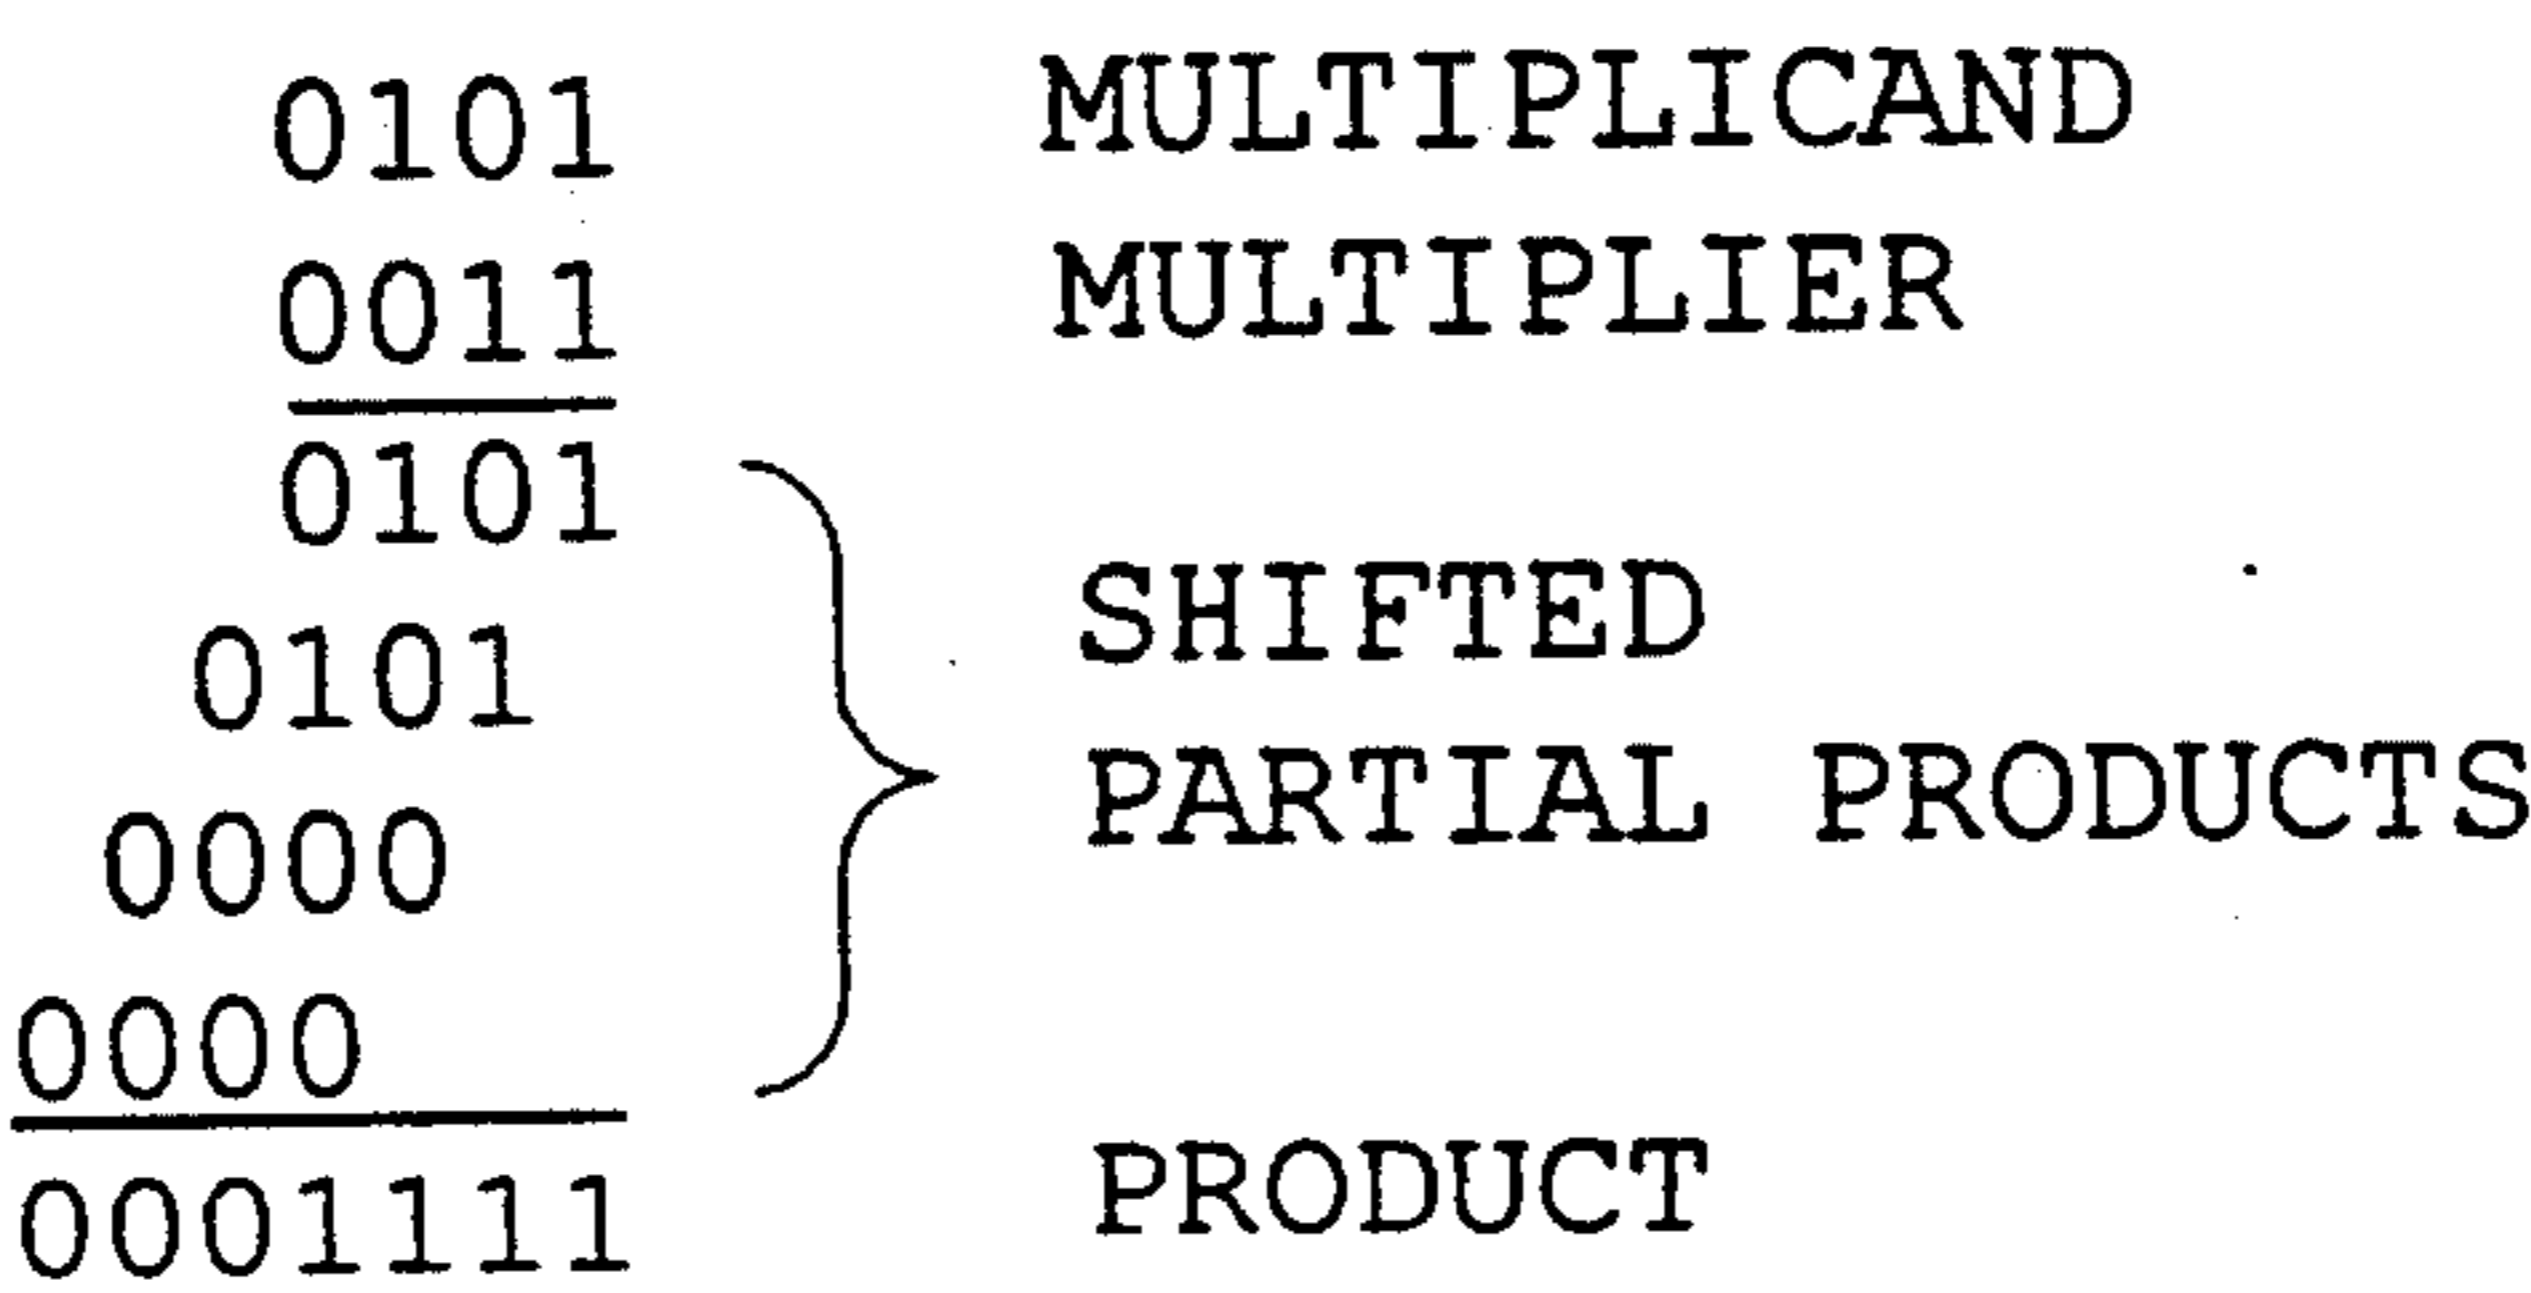 0101 MULTIPLICAND
0011 MULTIPLIER
0101
SHIFTED
0101
PARTIAL PRODUCTS
0000
0000
0001111 PRODUCT